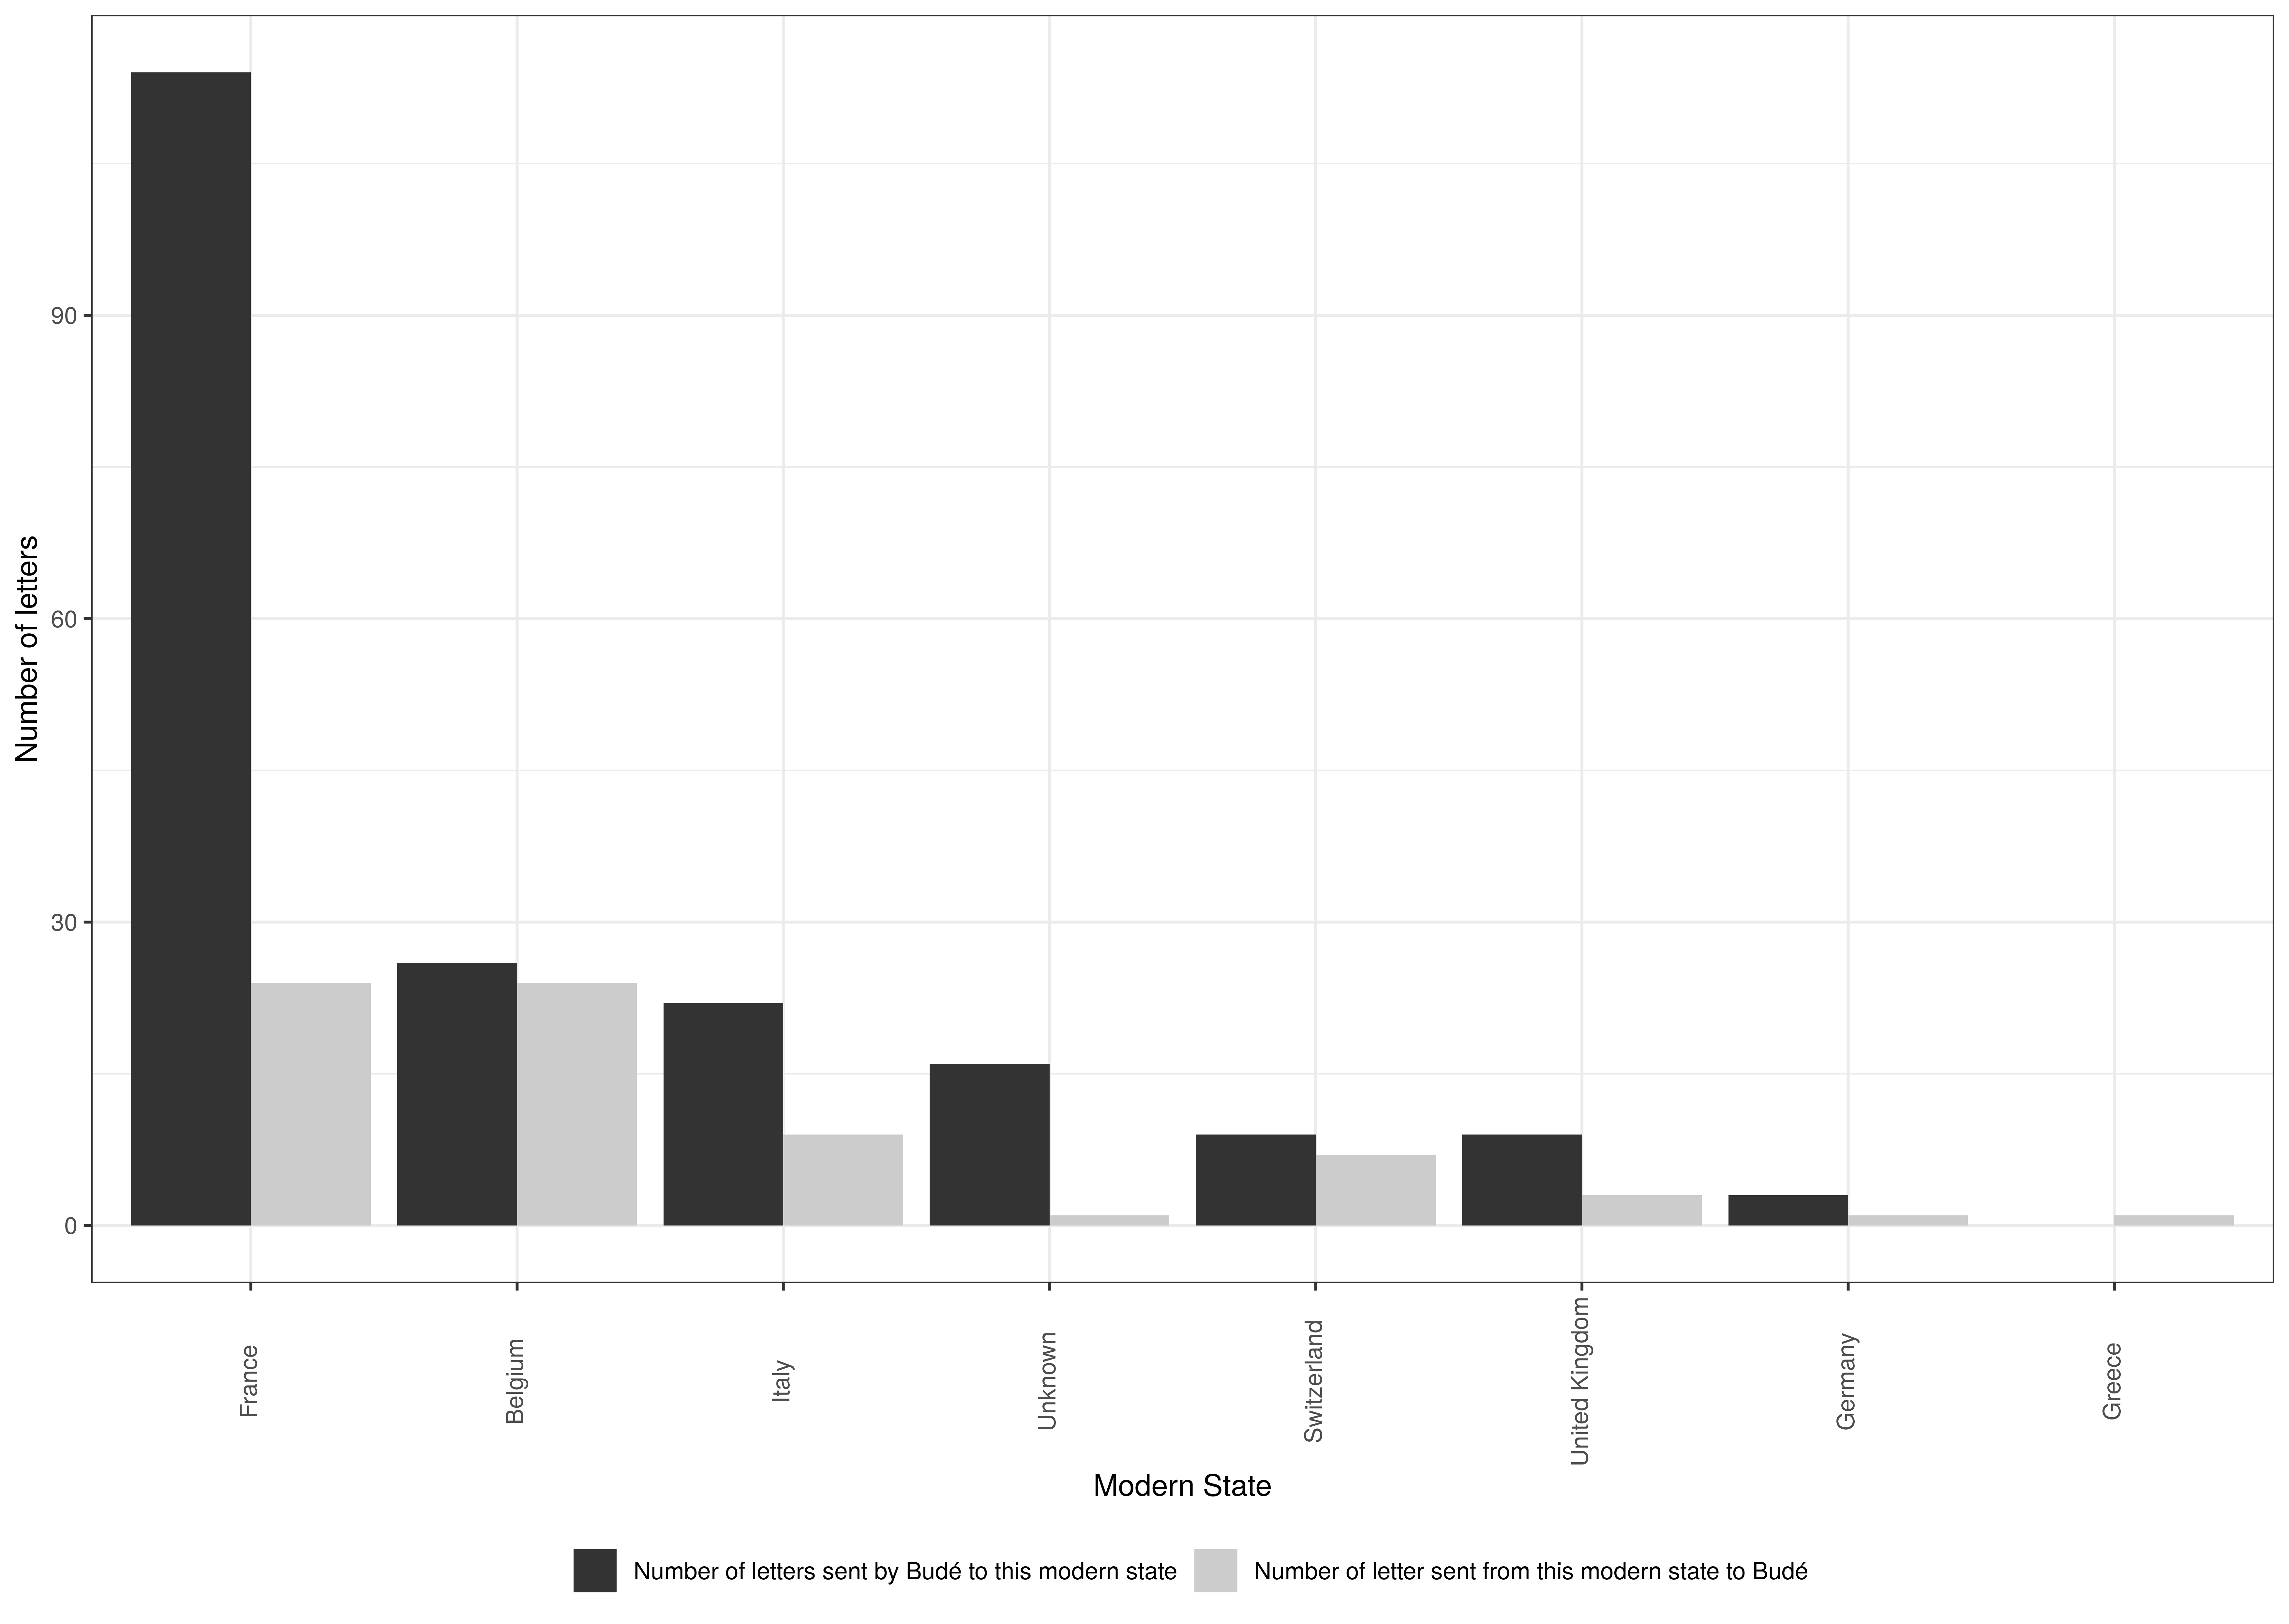 Number of letters
90
60
30
0
France
Belgium
Italy
Unknown
Switzerland
United Kingdom
Germany
Greece
Modern State
Number of letters sent by Budé to this modern state
Number of letter sent from this modern state to Budé